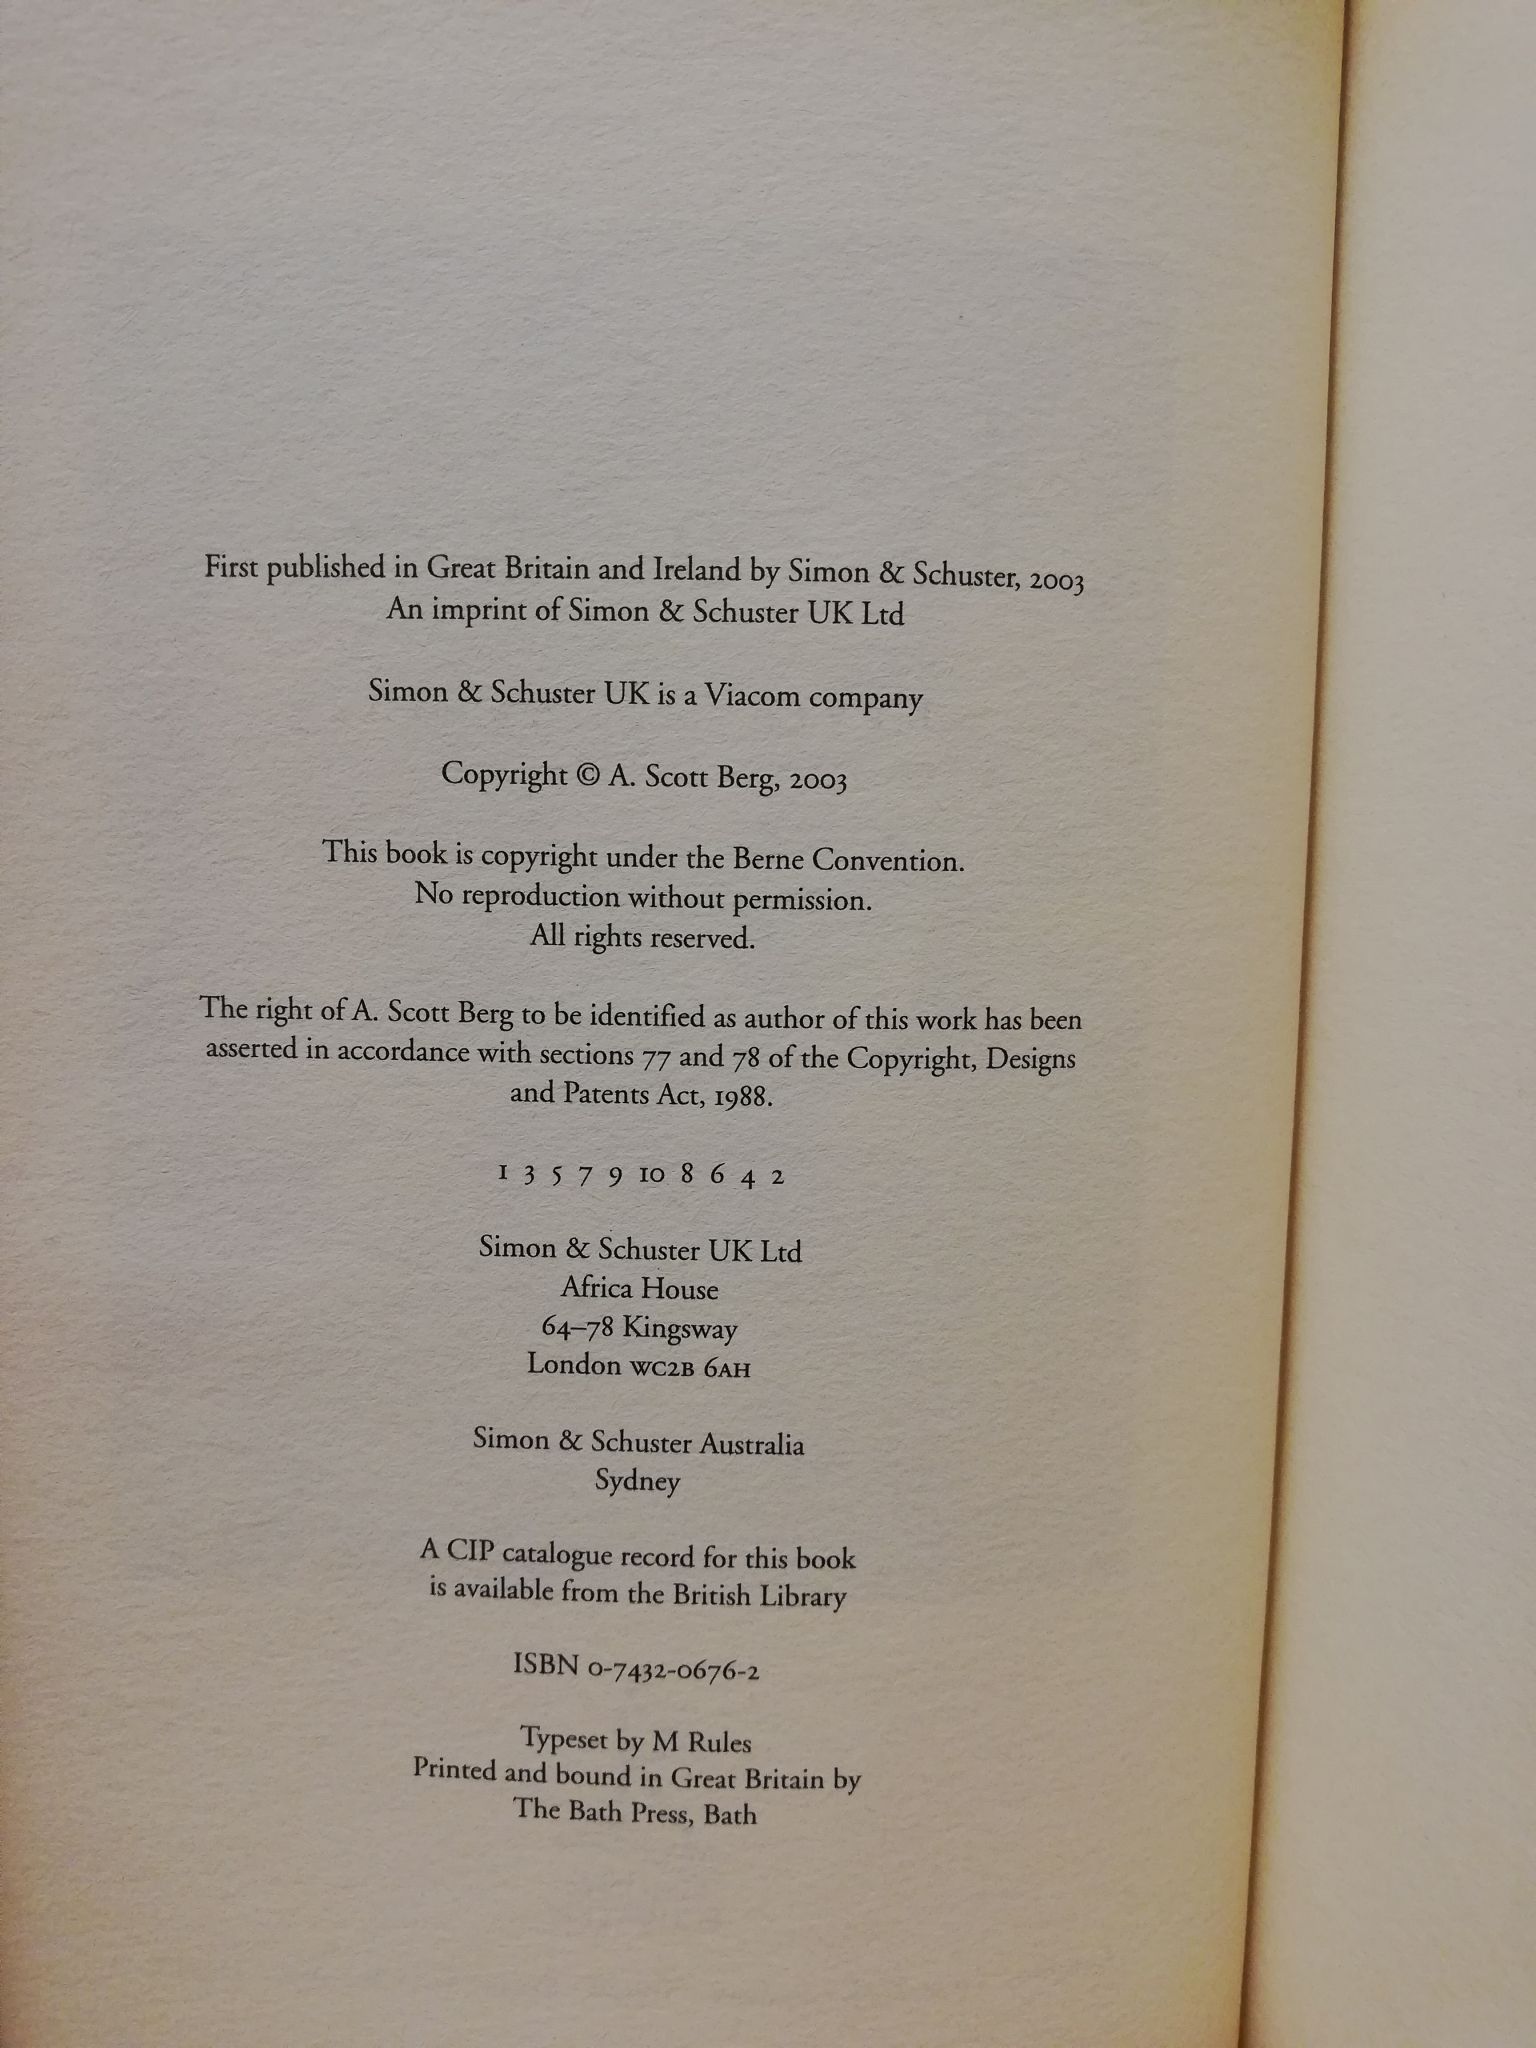 First published in Great Britain and Ireland by Simon & Schuster, 2003
An imprint of Simon & Schuster UK Ltd
Simon & Schuster UK is a Viacom company
Copyright © A. Scott Berg, 2003
This book is copyright under the Berne Convention.
No reproduction without permission.
All rights reserved.
The right of A. Scott Berg to be identified as author of this work has been
asserted in accordance with sections 77 and 78 of the Copyright, Designs
and Patents Act, 1988.
1 3 5 7 9 10 8 6 4 2
Simon & Schuster UK Ltd
Africa House
64–78 Kingsway
London WC2B 6AH
Simon & Schuster Australia
Sydney
A CIP catalogue record for this book
is available from the British Library
ISBN 0-7432-0676-2
Typeset by M Rules
Printed and bound in Great Britain by
The Bath Press, Bath